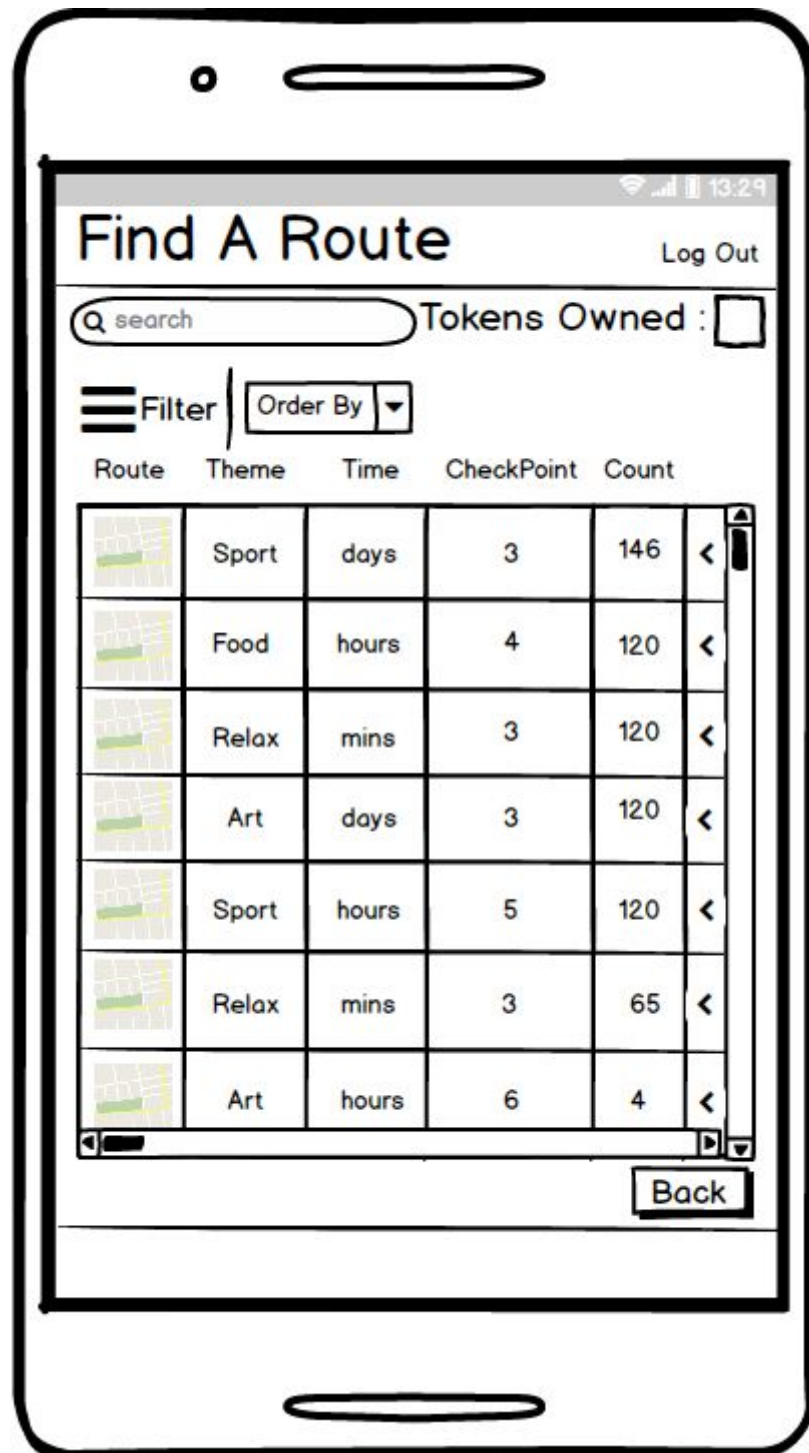 13:29
Find A Route
Log Out
search
Tokens Owned :
Filter
Order By
Route Theme Time CheckPoint Count
Sport days 3 146 <
Food hours 4 120 <
Relax mins 3 120 <
Art days 3 120 <
Sport hours 5 120 <
Relax mins 3 65 <
Art hours 6 4 <
Back